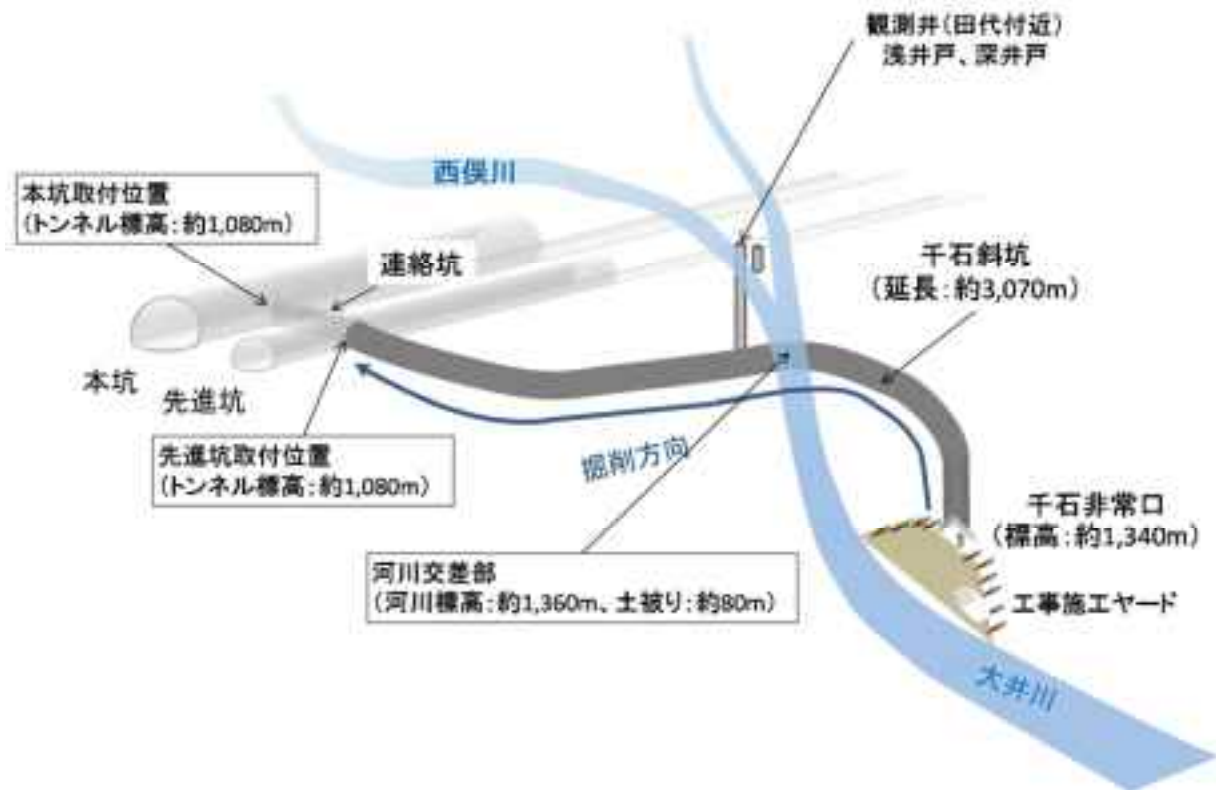 観測井(田代付近)
浅井戸、深井戸
西俣川
本坑取付位置
(トンネル標高:約1,080m)
連絡坑
千石斜坑
(延長:約3,070m)
本坑
先進坑
先進坑取付位置
(トンネル標高:約1,080m)
掘削方向
千石非常口
(標高:約1,340m)
河川交差部
(河川標高:約1,360m、土被り:約80m)
工事施工ヤード
大井川